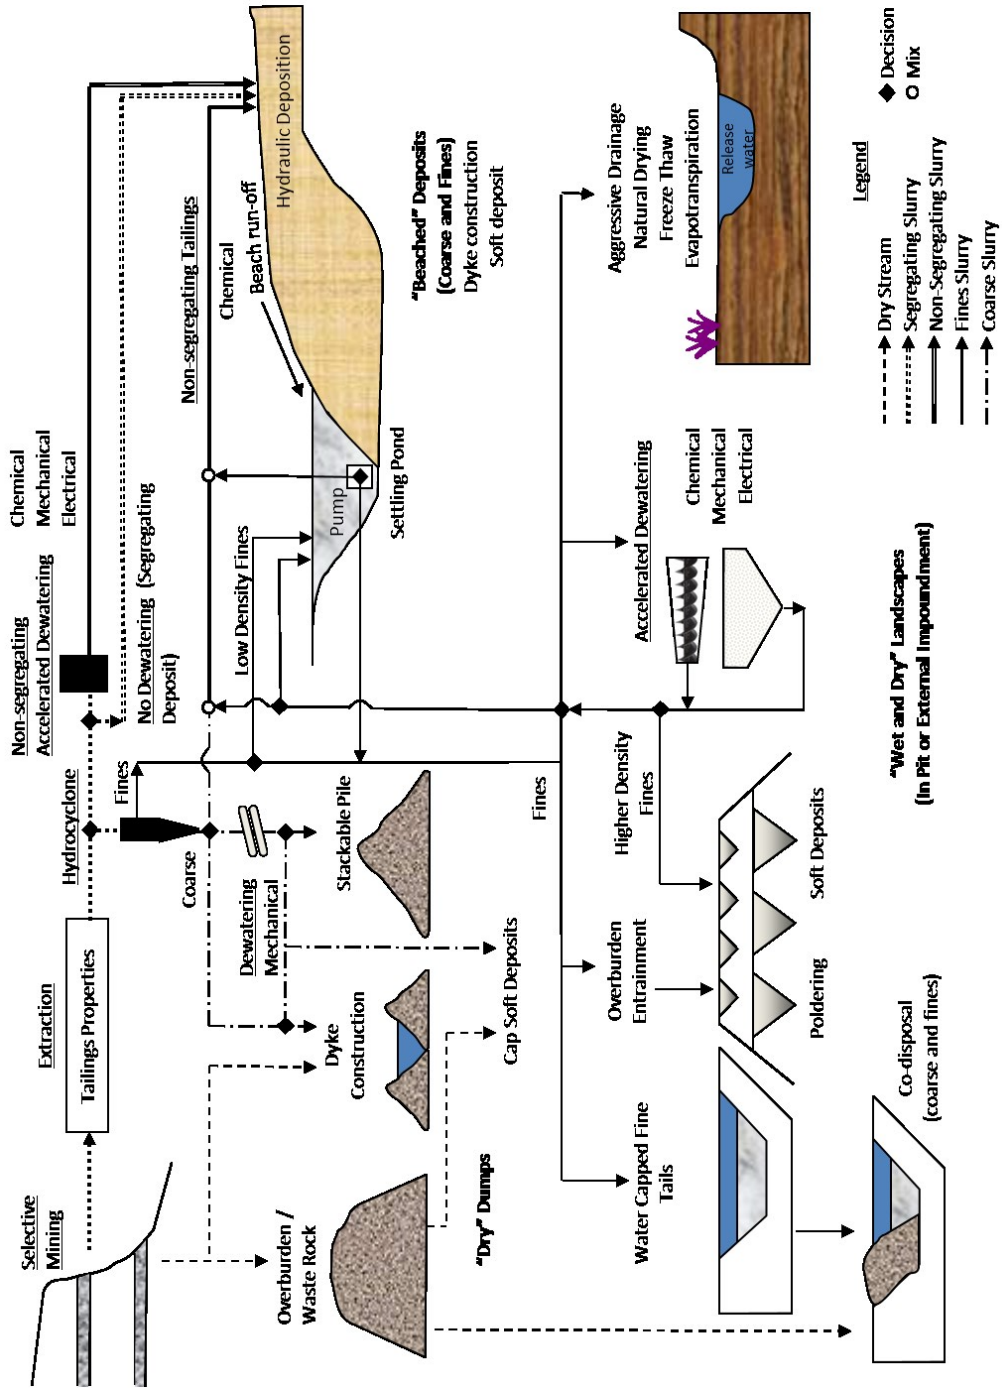 Selective
Mining
Extraction
Tailings Properties
Hydrocyclone
Non-segregating
Accelerated Dewatering
Chemical
Mechanical
Electrical
Fines
No Dewatering (Segregating
Deposit)
Coarse
Non-segregating Tailings
Chemical
Beach run-off
Hydraulic Deposition
Low Density Fines
Pump
Settling Pond
"Beached" Deposits
(Coarse and Fines)
Dyke construction
Soft deposit
Dewatering
Mechanical
Stackable Pile
Dyke
Construction
Overburden /
Waste Rock
Cap Soft Deposits
"Dry" Dumps
Fines
Water Capped Fine
Tails
Overburden
Entrainment
Higher Density
Fines
Accelerated Dewatering
Chemical
Mechanical
Electrical
Aggressive Drainage
Natural Drying
Freeze Thaw
Evapotranspiration
Release
water
Poldering
Soft Deposits
Co-disposal
(coarse and fines)
"Wet and Dry" Landscapes
(In Pit or External Impoundment)
Legend
Dry Stream
Segregating Slurry
Non-Segregating Slurry
Fines Slurry
Coarse Slurry
Decision
Mix